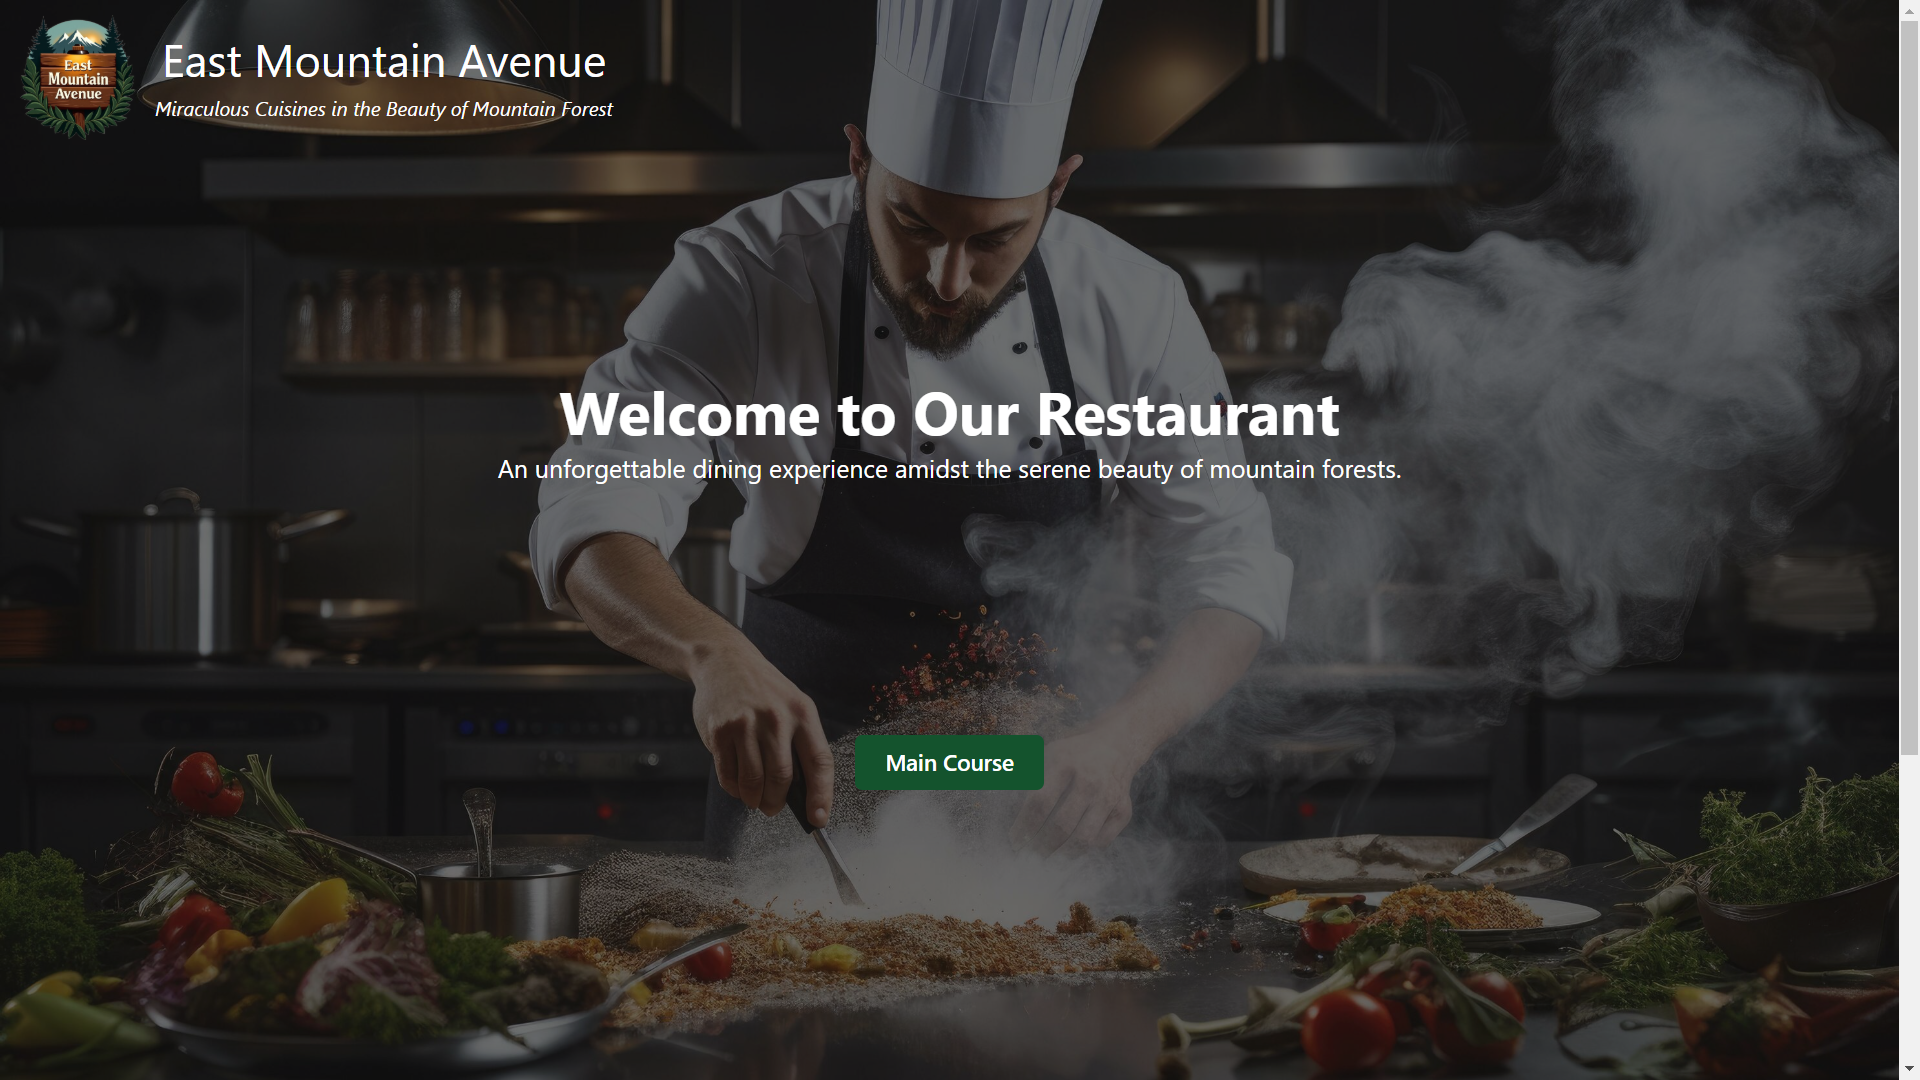 East
Mountain
Avenue
East Mountain Avenue
Miraculous Cuisines in the Beauty of Mountain Forest
Welcome to Our Restaurant
An unforgettable dining experience amidst the serene beauty of mountain forests.
Main Course